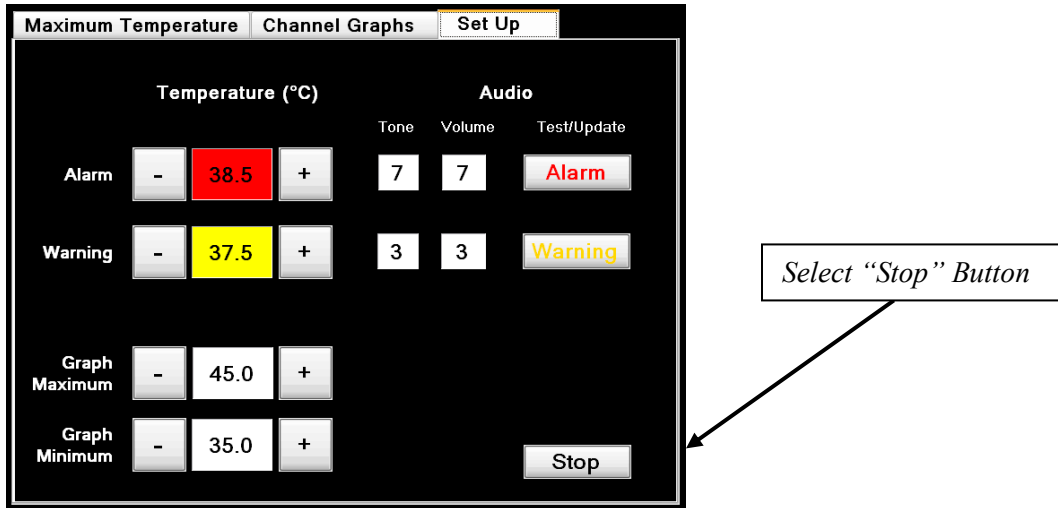 Maximum Temperature Channel Graphs Set Up
Temperature (°C) Audio
Tone Volume Test/Update
Alarm - 38.5 + 7 7 Alarm
Warning - 37.5 + 3 3 Warning
Select “Stop” Button
Graph
Maximum - 45.0 +
Graph
Minimum - 35.0 +
Stop